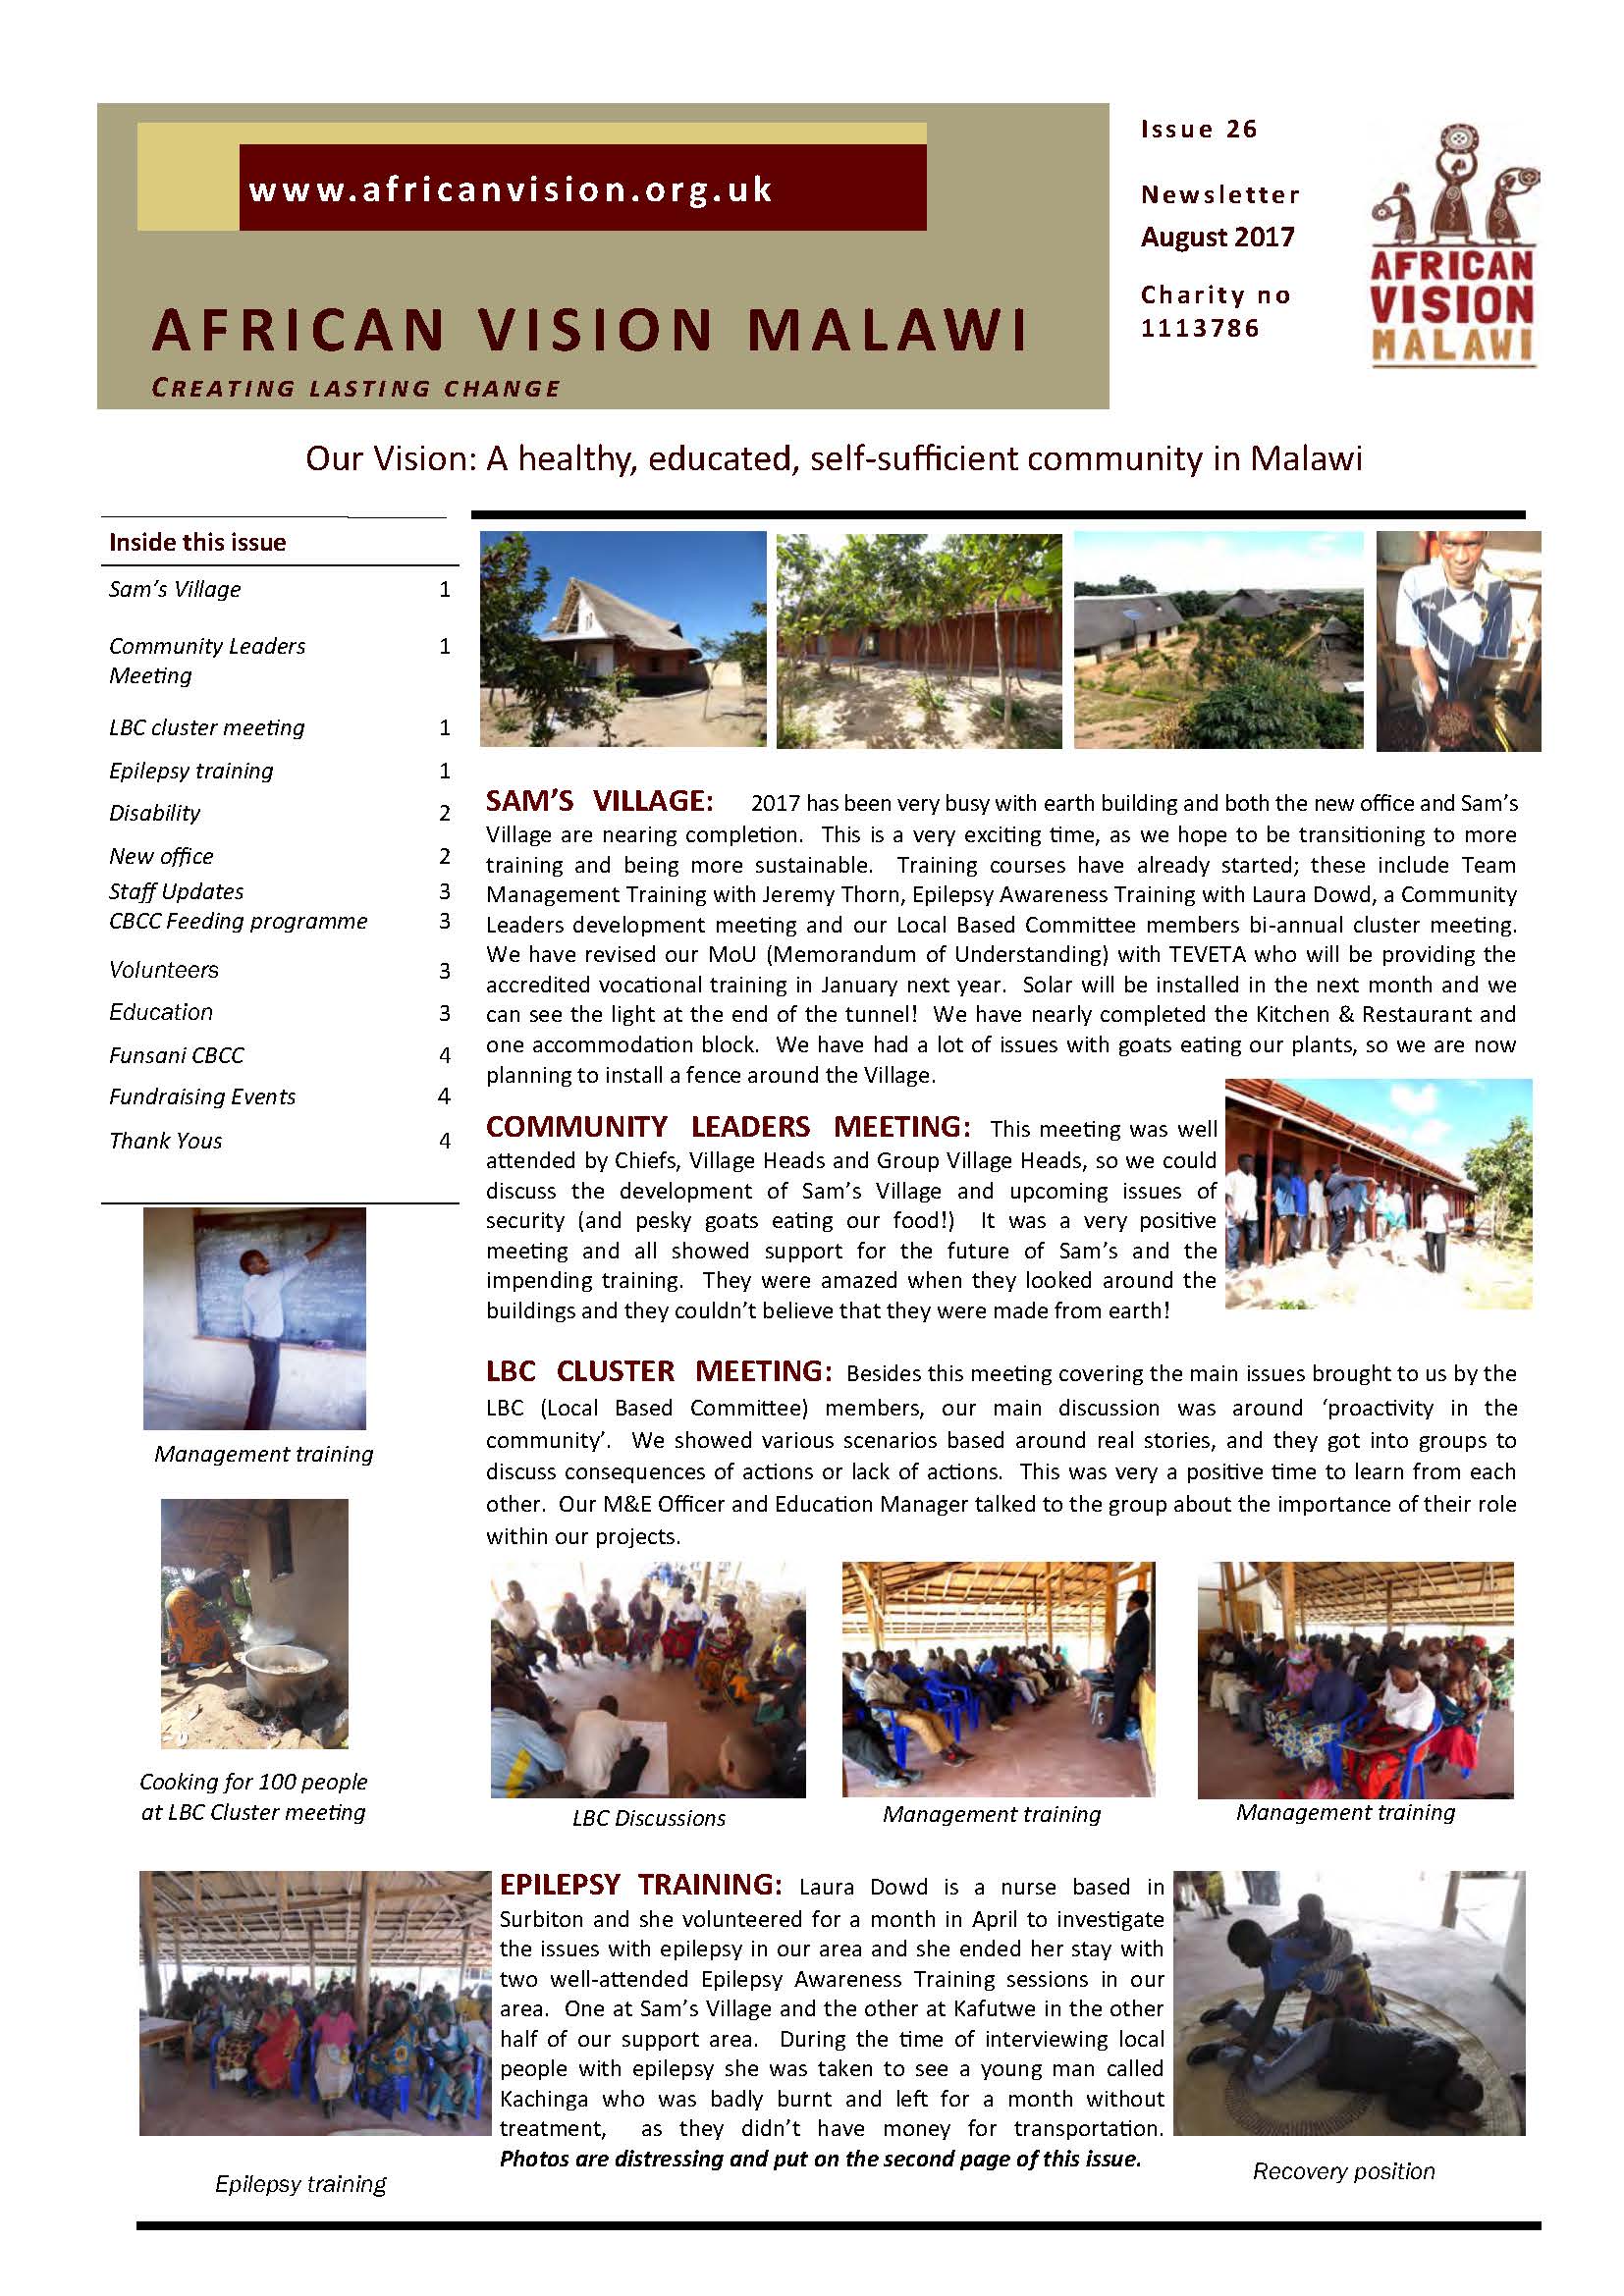 www.africanvision.org.uk
AFRICAN VISION MALAWI
CREATING LASTING CHANGE
Issue 26
Newsletter
August 2017
Charity no
1113786
AFRICAN
VISION
MALAWI
Our Vision: A healthy, educated, self-sufficient community in Malawi
Inside this issue
Sam's Village 1
Community Leaders 1
Meeting
LBC cluster meeting 1
Epilepsy training 1
Disability 2
New office 2
Staff Updates 3
CBCC Feeding programme 3
Volunteers 3
Education 3
Funsani CBCC 4
Fundraising Events 4
Thank Yous 4
Management training
Cooking for 100 people
at LBC Cluster meeting
SAM'S VILLAGE: 2017 has been very busy with earth building and both the new office and Sam's
Village are nearing completion. This is a very exciting time, as we hope to be transitioning to more
training and being more sustainable. Training courses have already started; these include Team
Management Training with Jeremy Thorn, Epilepsy Awareness Training with Laura Dowd, a Community
Leaders development meeting and our Local Based Committee members bi-annual cluster meeting.
We have revised our MoU (Memorandum of Understanding) with TEVETA who will be providing the
accredited vocational training in January next year. Solar will be installed in the next month and we
can see the light at the end of the tunnel! We have nearly completed the Kitchen & Restaurant and
one accommodation block. We have had a lot of issues with goats eating our plants, so we are now
planning to install a fence around the Village.
COMMUNITY LEADERS MEETING: This meeting was well
attended by Chiefs, Village Heads and Group Village Heads, so we could
discuss the development of Sam's Village and upcoming issues of
security (and pesky goats eating our food!) It was a very positive
meeting and all showed support for the future of Sam's and the
impending training. They were amazed when they looked around the
buildings and they couldn't believe that they were made from earth!
LBC CLUSTER MEETING: Besides this meeting covering the main issues brought to us by the
LBC (Local Based Committee) members, our main discussion was around 'proactivity in the
community'. We showed various scenarios based around real stories, and they got into groups to
discuss consequences of actions or lack of actions. This was very a positive time to learn from each
other. Our M&E Officer and Education Manager talked to the group about the importance of their role
within our projects.
LBC Discussions
Management training
Management training
EPILEPSY TRAINING: Laura Dowd is a nurse based in
Surbiton and she volunteered for a month in April to investigate
the issues with epilepsy in our area and she ended her stay with
two well-attended Epilepsy Awareness Training sessions in our
area. One at Sam's Village and the other at Kafutwe in the other
half of our support area. During the time of interviewing local
people with epilepsy she was taken to see a young man called
Kachinga who was badly burnt and left for a month without
treatment, as they didn't have money for transportation.
Photos are distressing and put on the second page of this issue.
Epilepsy training
Recovery position